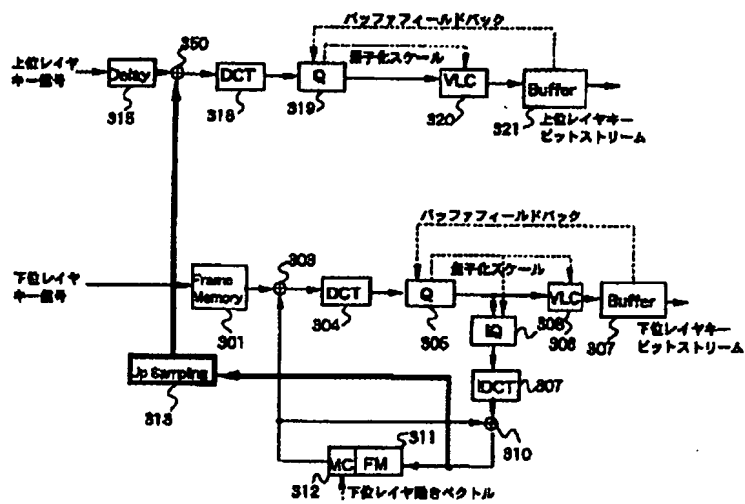 バッファフィールドバック
350
量子化スケール
上位レイヤ
キー信号
Delay
DCT
Q
VLC
Buffer
315
318
319
320
321
上位レイヤキー
ビットストリーム
バッファフィールドバック
量子化スケール
下位レイヤ
キー信号
Frame
Memory
303
DCT
Q
VLC
Buffer
301
304
305
IQ
308
306
307
下位レイヤキー
ビットストリーム
Up Sampling
313
IDCT
307
310
311
MC
FM
312
下位レイヤ動きベクトル